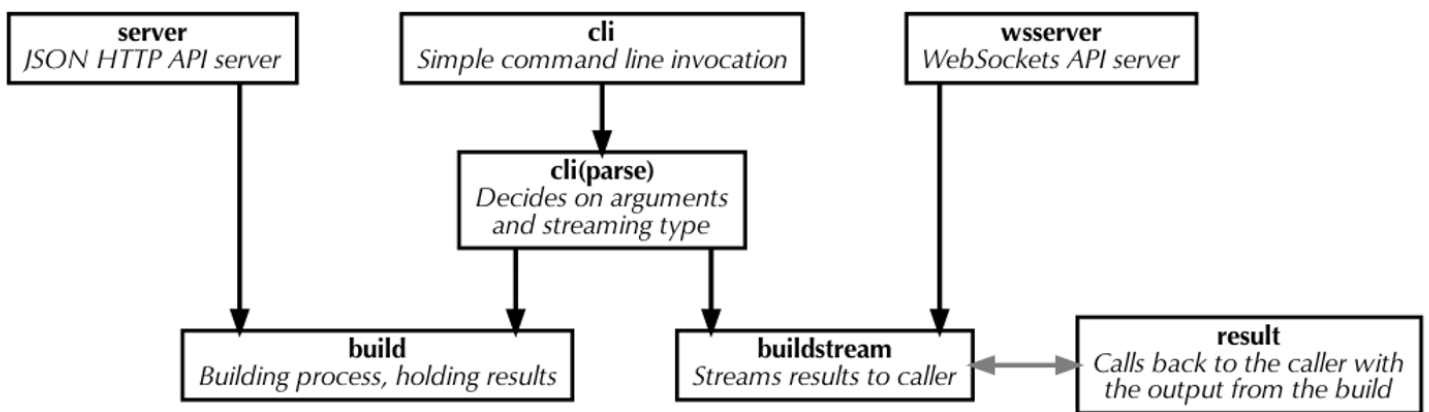 server
JSON HTTP API server
cli
Simple command line invocation
wsserver
WebSockets API server
cli(parse)
Decides on arguments
and streaming type
build
Building process, holding results
buildstream
Streams results to caller
result
Calls back to the caller with
the output from the build